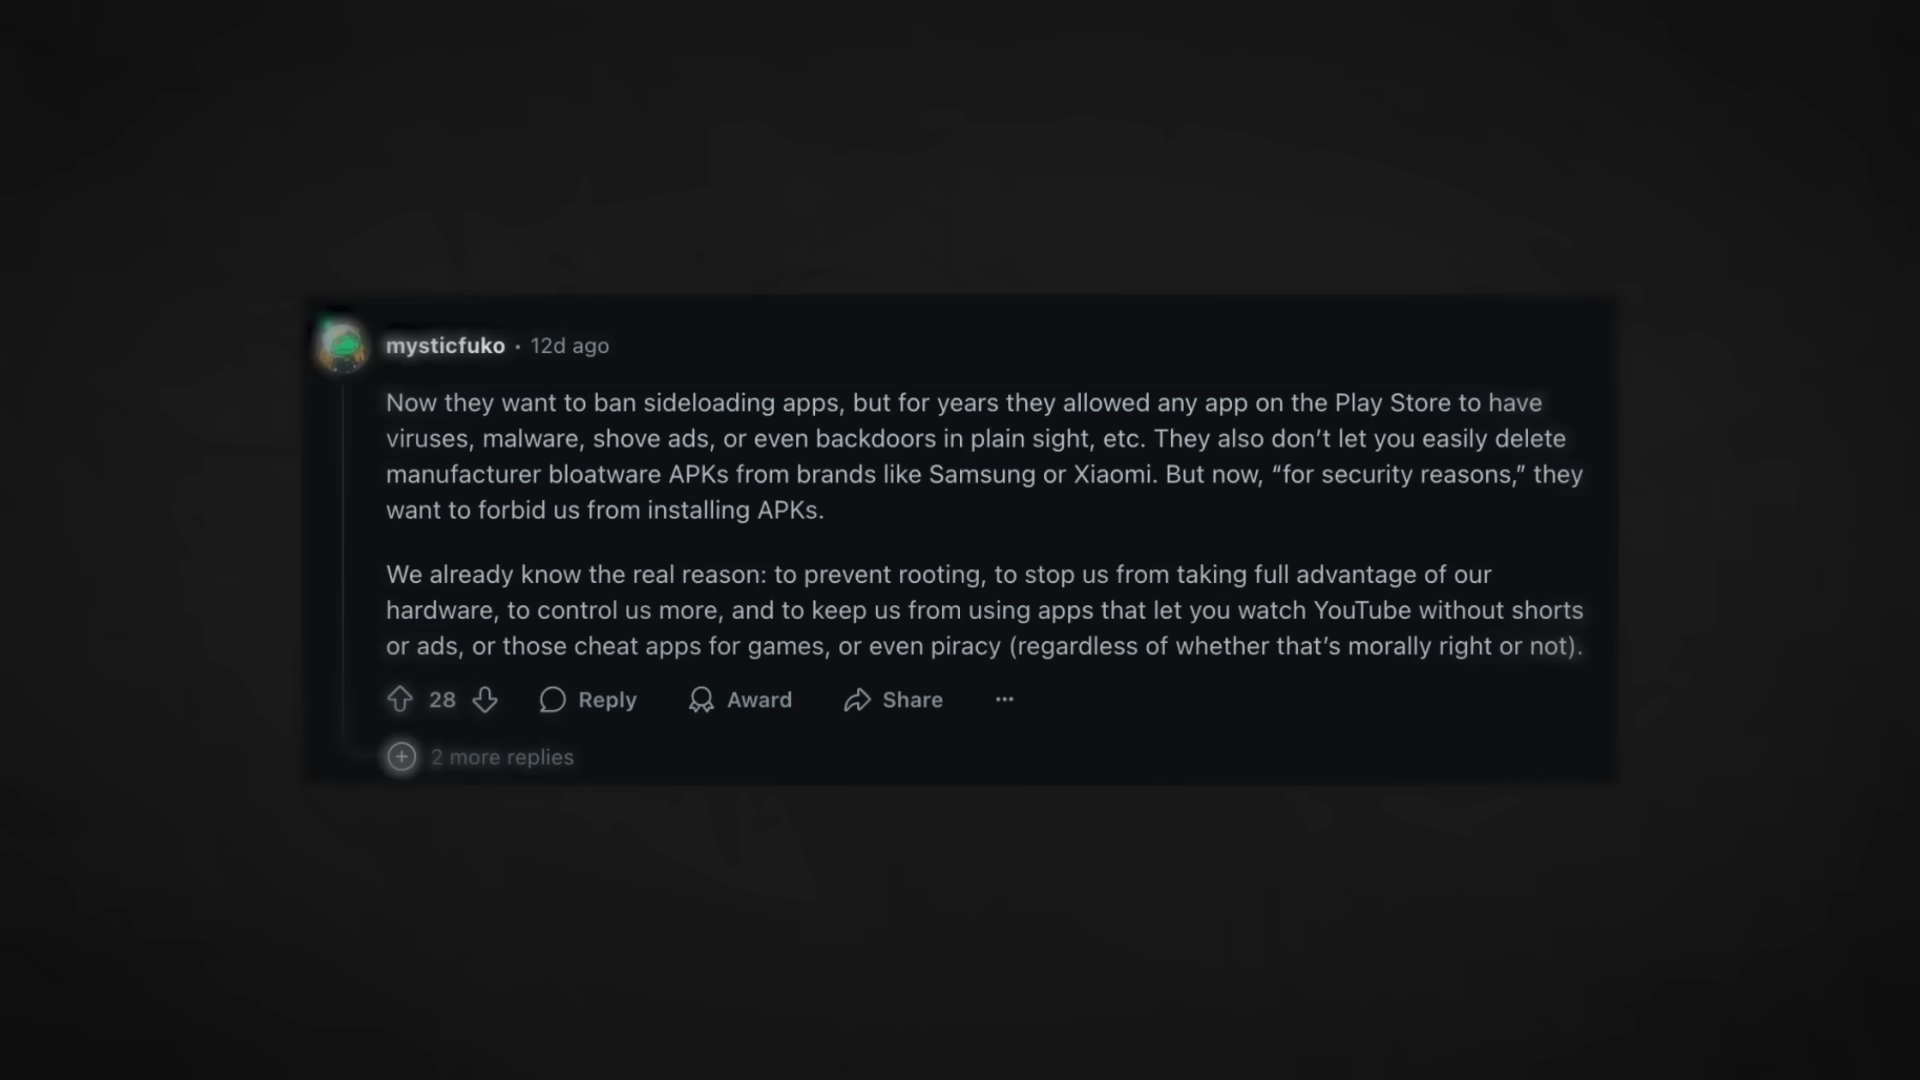 mysticfuko • 12d ago
Now they want to ban sideloading apps, but for years they allowed any app on the Play Store to have
viruses, malware, shove ads, or even backdoors in plain sight, etc. They also don’t let you easily delete
manufacturer bloatware APKs from brands like Samsung or Xiaomi. But now, “for security reasons,” they
want to forbid us from installing APKs.
We already know the real reason: to prevent rooting, to stop us from taking full advantage of our
hardware, to control us more, and to keep us from using apps that let you watch YouTube without shorts
or ads, or those cheat apps for games, or even piracy (regardless of whether that’s morally right or not).
28 Reply Award Share ···
2 more replies